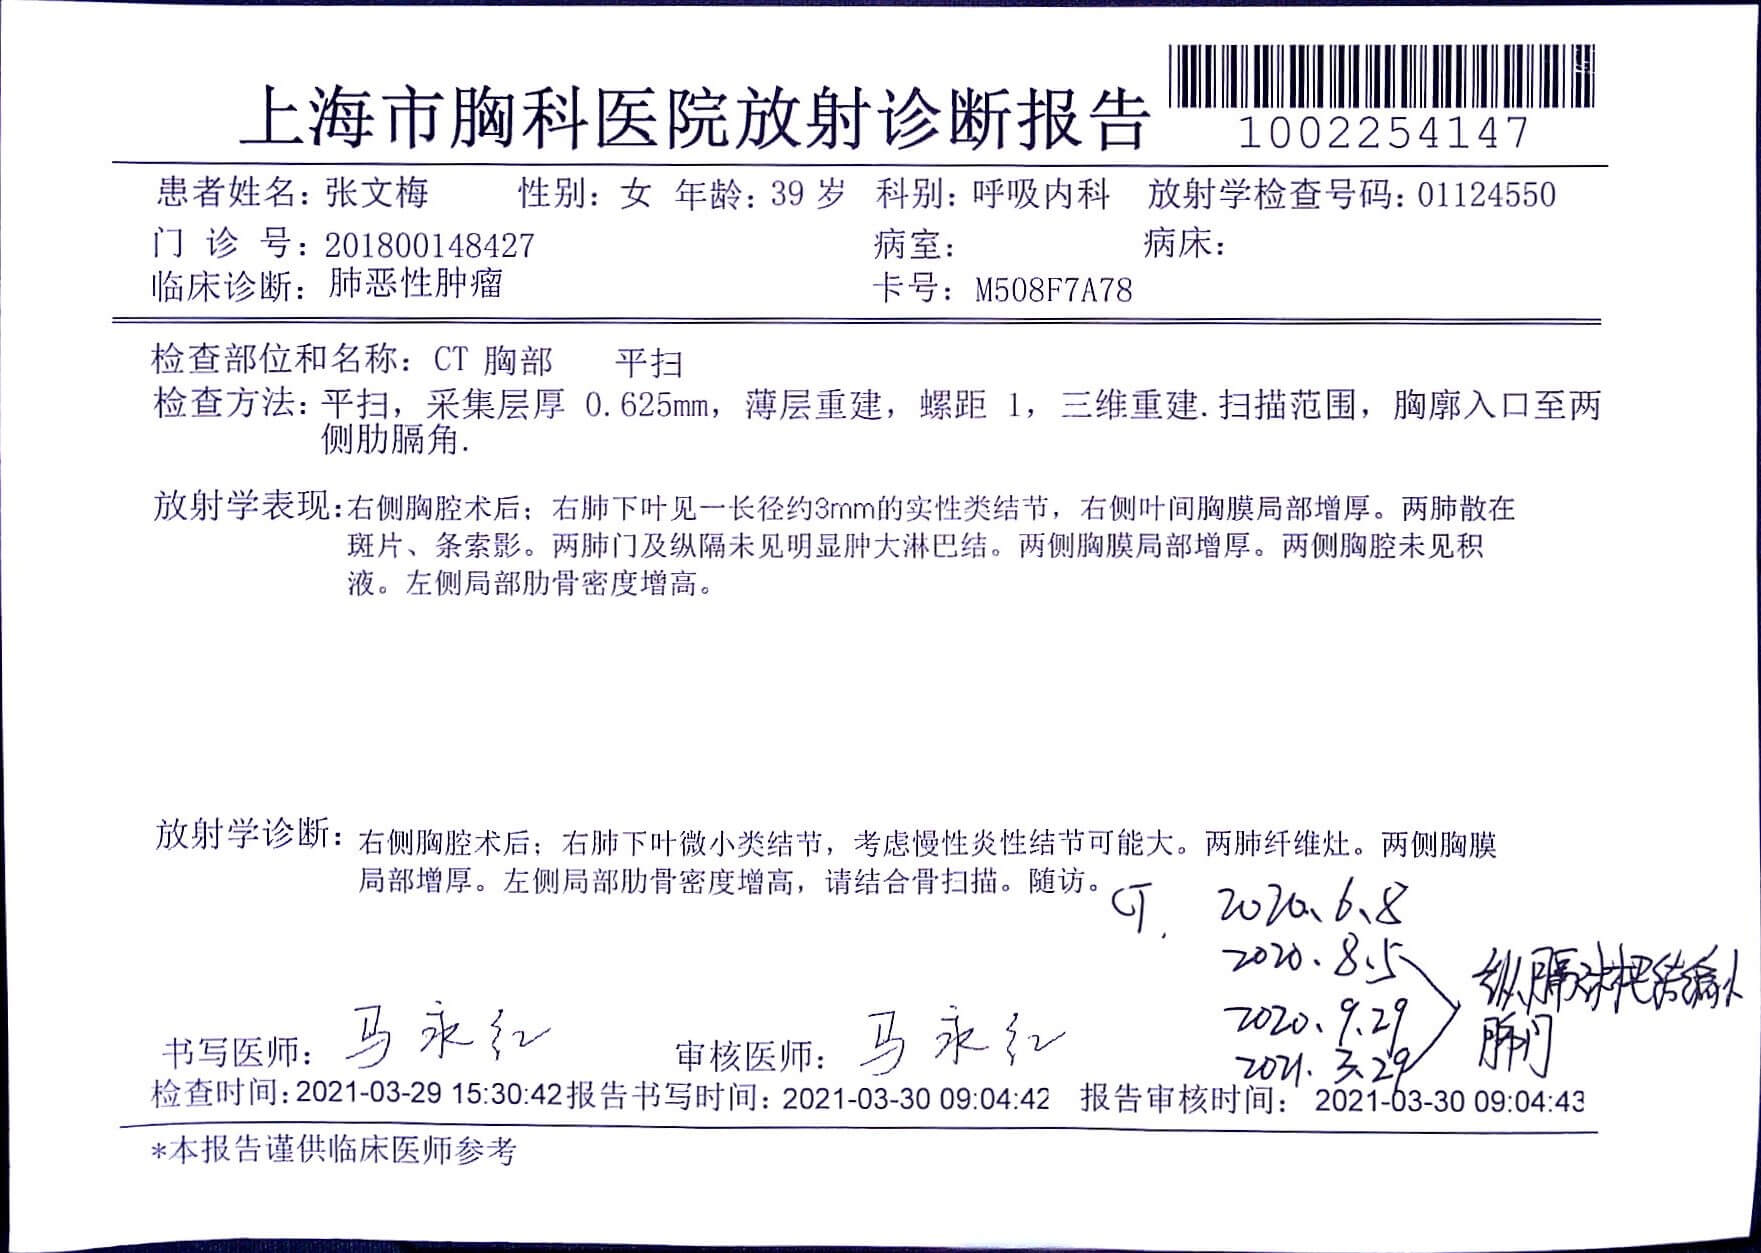 上海市胸科医院放射诊断报告
1002254147
患者姓名：张文梅 性别：女 年龄：39 岁 科别：呼吸内科 放射学检查号码：01124550
门 诊 号：201800148427 病室： 病床：
临床诊断：肺恶性肿瘤 卡号：M508F7A78
检查部位和名称：CT 胸部 平扫
检查方法：平扫，采集层厚 0.625mm，薄层重建，螺距 1，三维重建.扫描范围，胸廓入口至两
侧肋膈角.
放射学表现：右侧胸腔术后；右肺下叶见一长径约3mm的实性类结节，右侧叶间胸膜局部增厚。两肺散在
斑片、条索影。两肺门及纵隔未见明显肿大淋巴结。两侧胸膜局部增厚。两侧胸腔未见积
液。左侧局部肋骨密度增高。
放射学诊断：右侧胸腔术后；右肺下叶微小类结节，考虑慢性炎性结节可能大。两肺纤维灶。两侧胸膜
局部增厚。左侧局部肋骨密度增高，请结合骨扫描。随访。
CT. 2020.6.8
2020.8.5
2020.9.29
2021.3.29
纵膈
肺门
书写医师：马永红 审核医师：马永红
检查时间：2021-03-29 15:30:42报告书写时间：2021-03-30 09:04:42 报告审核时间：2021-03-30 09:04:43
*本报告谨供临床医师参考